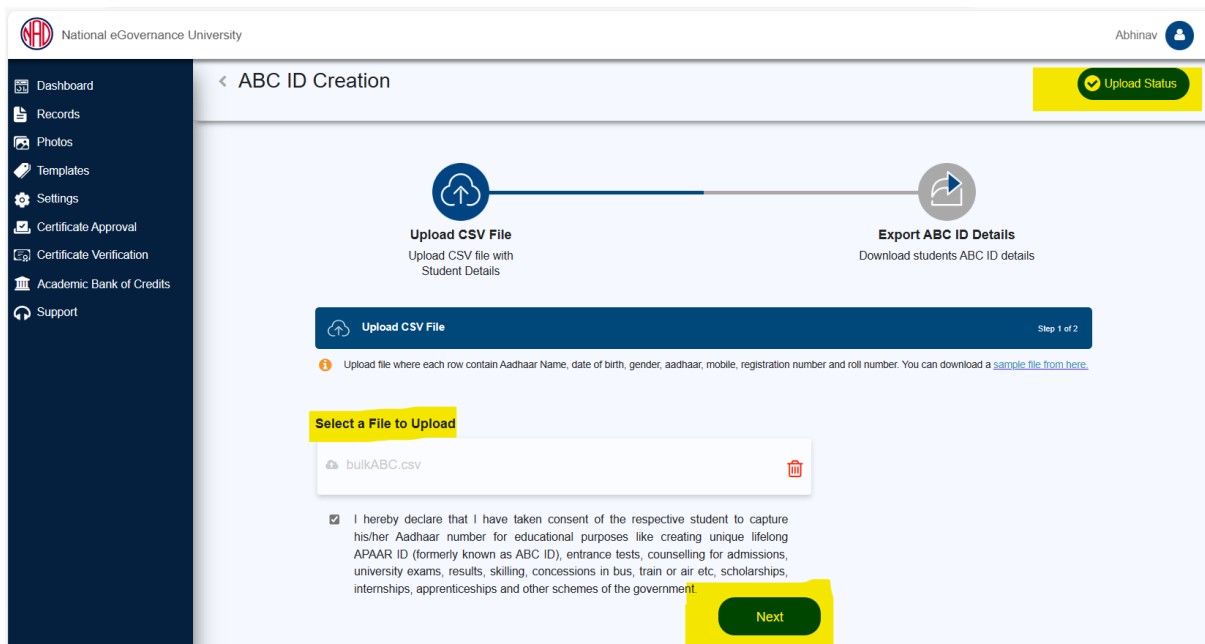 NAD
National eGovernance University
Abhinav
Dashboard
Records
Photos
Templates
Settings
Certificate Approval
Certificate Verification
Academic Bank of Credits
Support
ABC ID Creation
Upload Status
Upload CSV File
Upload CSV file with
Student Details
Export ABC ID Details
Download students ABC ID details
Upload CSV File
Step 1 of 2
Upload file where each row contain Aadhaar Name, date of birth, gender, aadhaar, mobile, registration number and roll number. You can download a sample file from here.
Select a File to Upload
bulkABC.csv
I hereby declare that I have taken consent of the respective student to capture
his/her Aadhaar number for educational purposes like creating unique lifelong
APAAR ID (formerly known as ABC ID), entrance tests, counselling for admissions,
university exams, results, skilling, concessions in bus, train or air etc, scholarships,
internships, apprenticeships and other schemes of the government.
Next